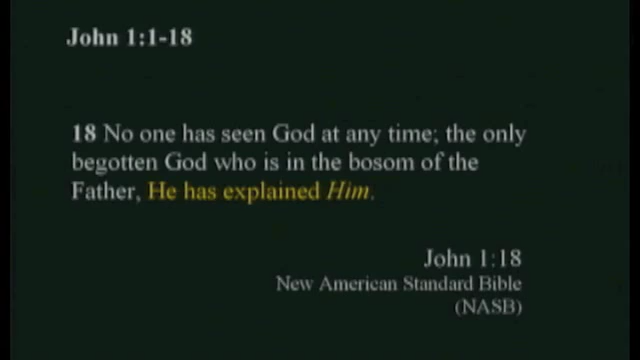 John 1:1-18
18 No one has seen God at any time; the only
begotten God who is in the bosom of the
Father, He has explained Him.
John 1:18
New American Standard Bible
(NASB)